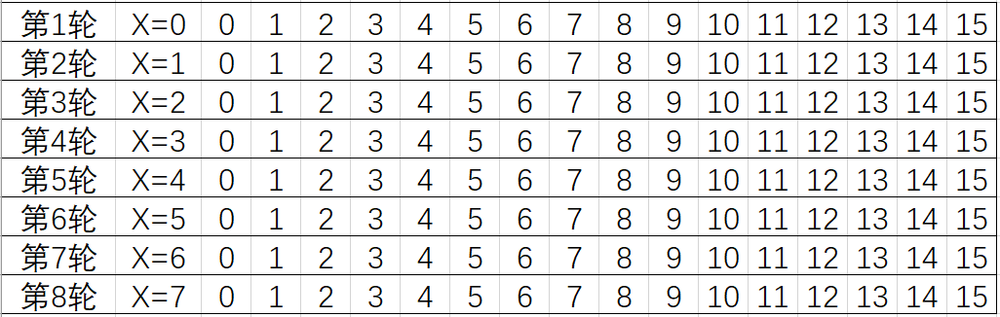 第1轮 X=0 0 1 2 3 4 5 6 7 8 9 10 11 12 13 14 15
第2轮 X=1 0 1 2 3 4 5 6 7 8 9 10 11 12 13 14 15
第3轮 X=2 0 1 2 3 4 5 6 7 8 9 10 11 12 13 14 15
第4轮 X=3 0 1 2 3 4 5 6 7 8 9 10 11 12 13 14 15
第5轮 X=4 0 1 2 3 4 5 6 7 8 9 10 11 12 13 14 15
第6轮 X=5 0 1 2 3 4 5 6 7 8 9 10 11 12 13 14 15
第7轮 X=6 0 1 2 3 4 5 6 7 8 9 10 11 12 13 14 15
第8轮 X=7 0 1 2 3 4 5 6 7 8 9 10 11 12 13 14 15